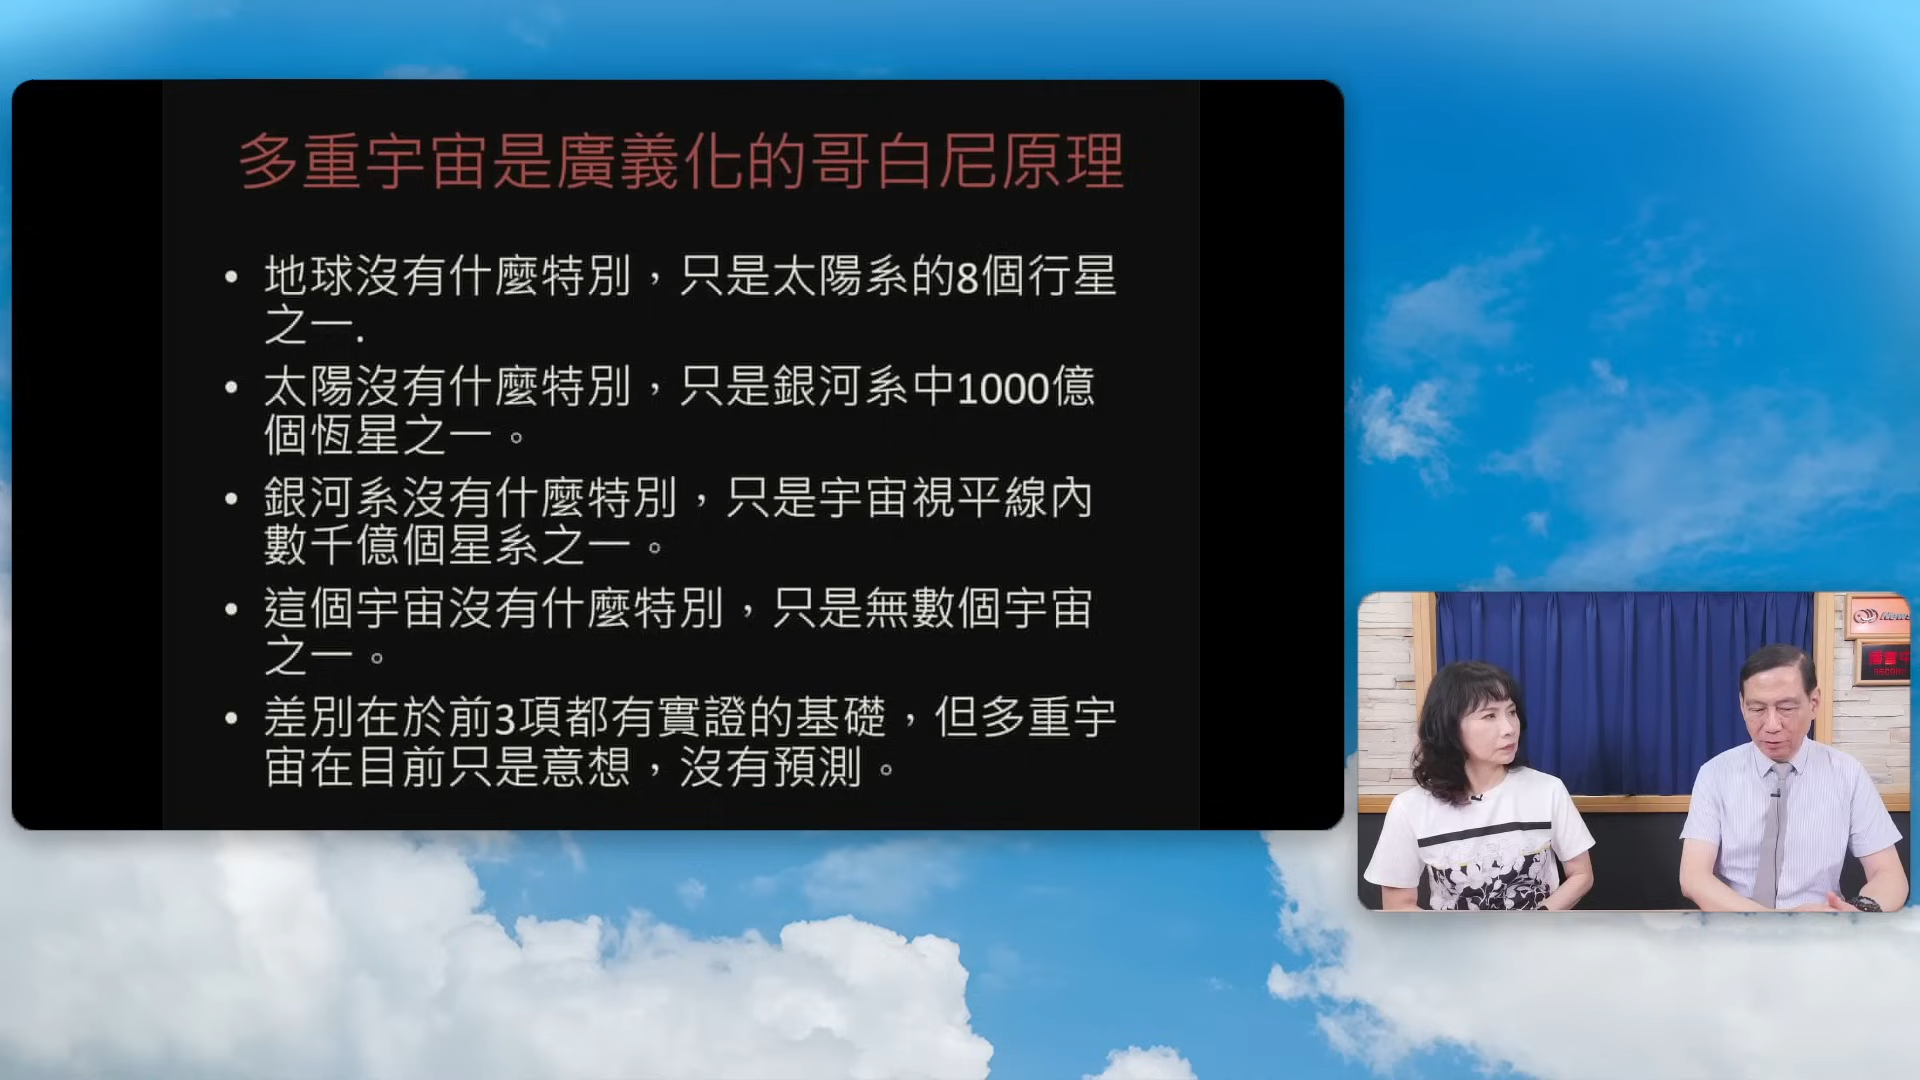 多重宇宙是廣義化的哥白尼原理
• 地球沒有什麼特別，只是太陽系的8個行星
之一.
• 太陽沒有什麼特別，只是銀河系中1000億
個恆星之一。
• 銀河系沒有什麼特別，只是宇宙視平線內
數千億個星系之一。
• 這個宇宙沒有什麼特別，只是無數個宇宙
之一。
• 差別在於前3項都有實證的基礎，但多重宇
宙在目前只是意想，沒有預測。
News